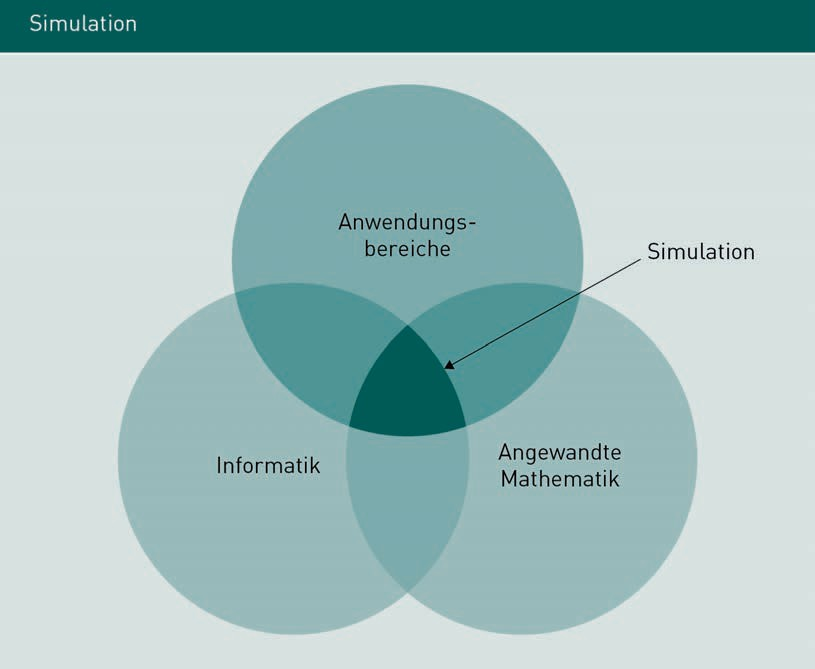 Simulation
Anwendungs-
bereiche
Simulation
Informatik
Angewandte
Mathematik